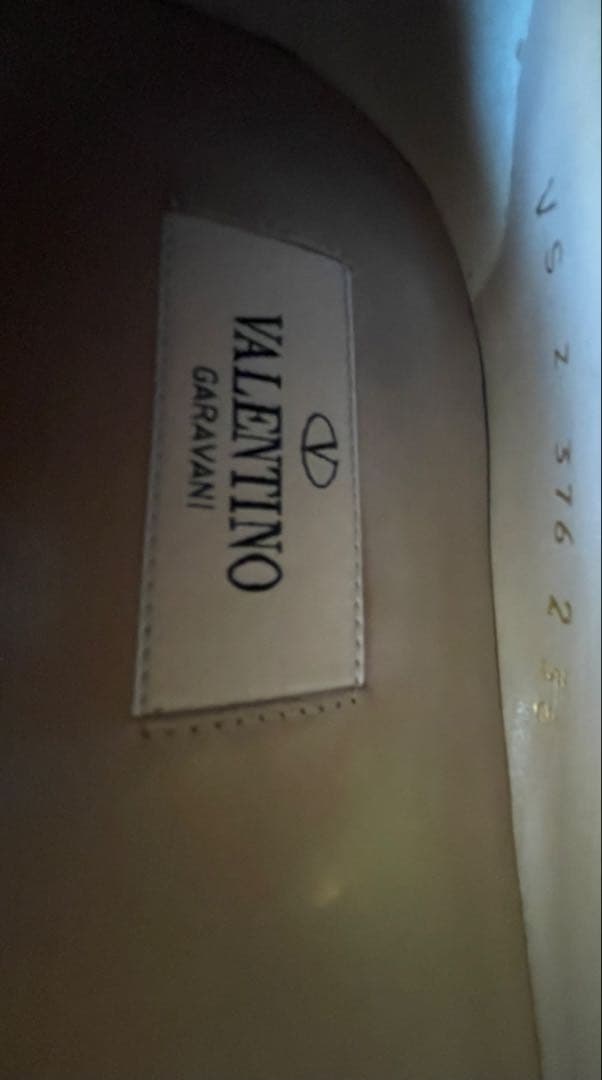 V
VALENTINO
GARAVANI
VS Z 376 2